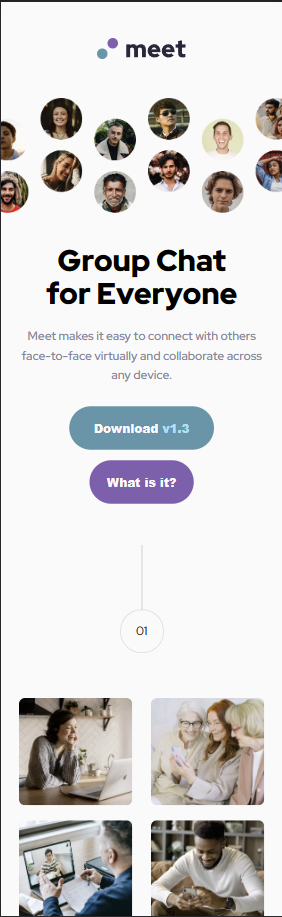 meet
Group Chat
for Everyone
Meet makes it easy to connect with others
face-to-face virtually and collaborate across
any device.
Download v1.3
What is it?
01